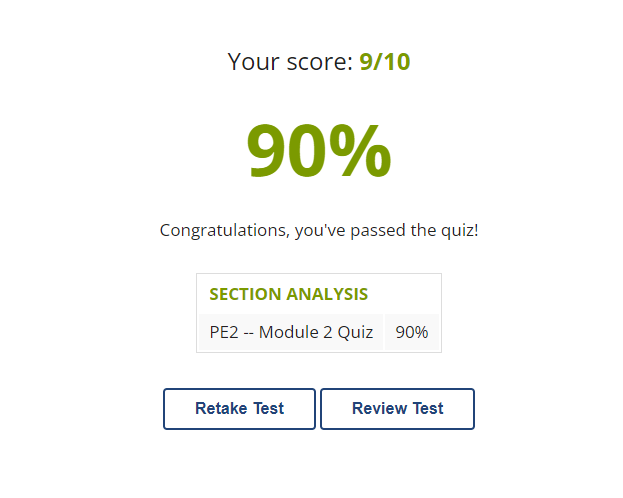 Your score: 9/10
90%
Congratulations, you've passed the quiz!
SECTION ANALYSIS
PE2 -- Module 2 Quiz 90%
Retake Test Review Test